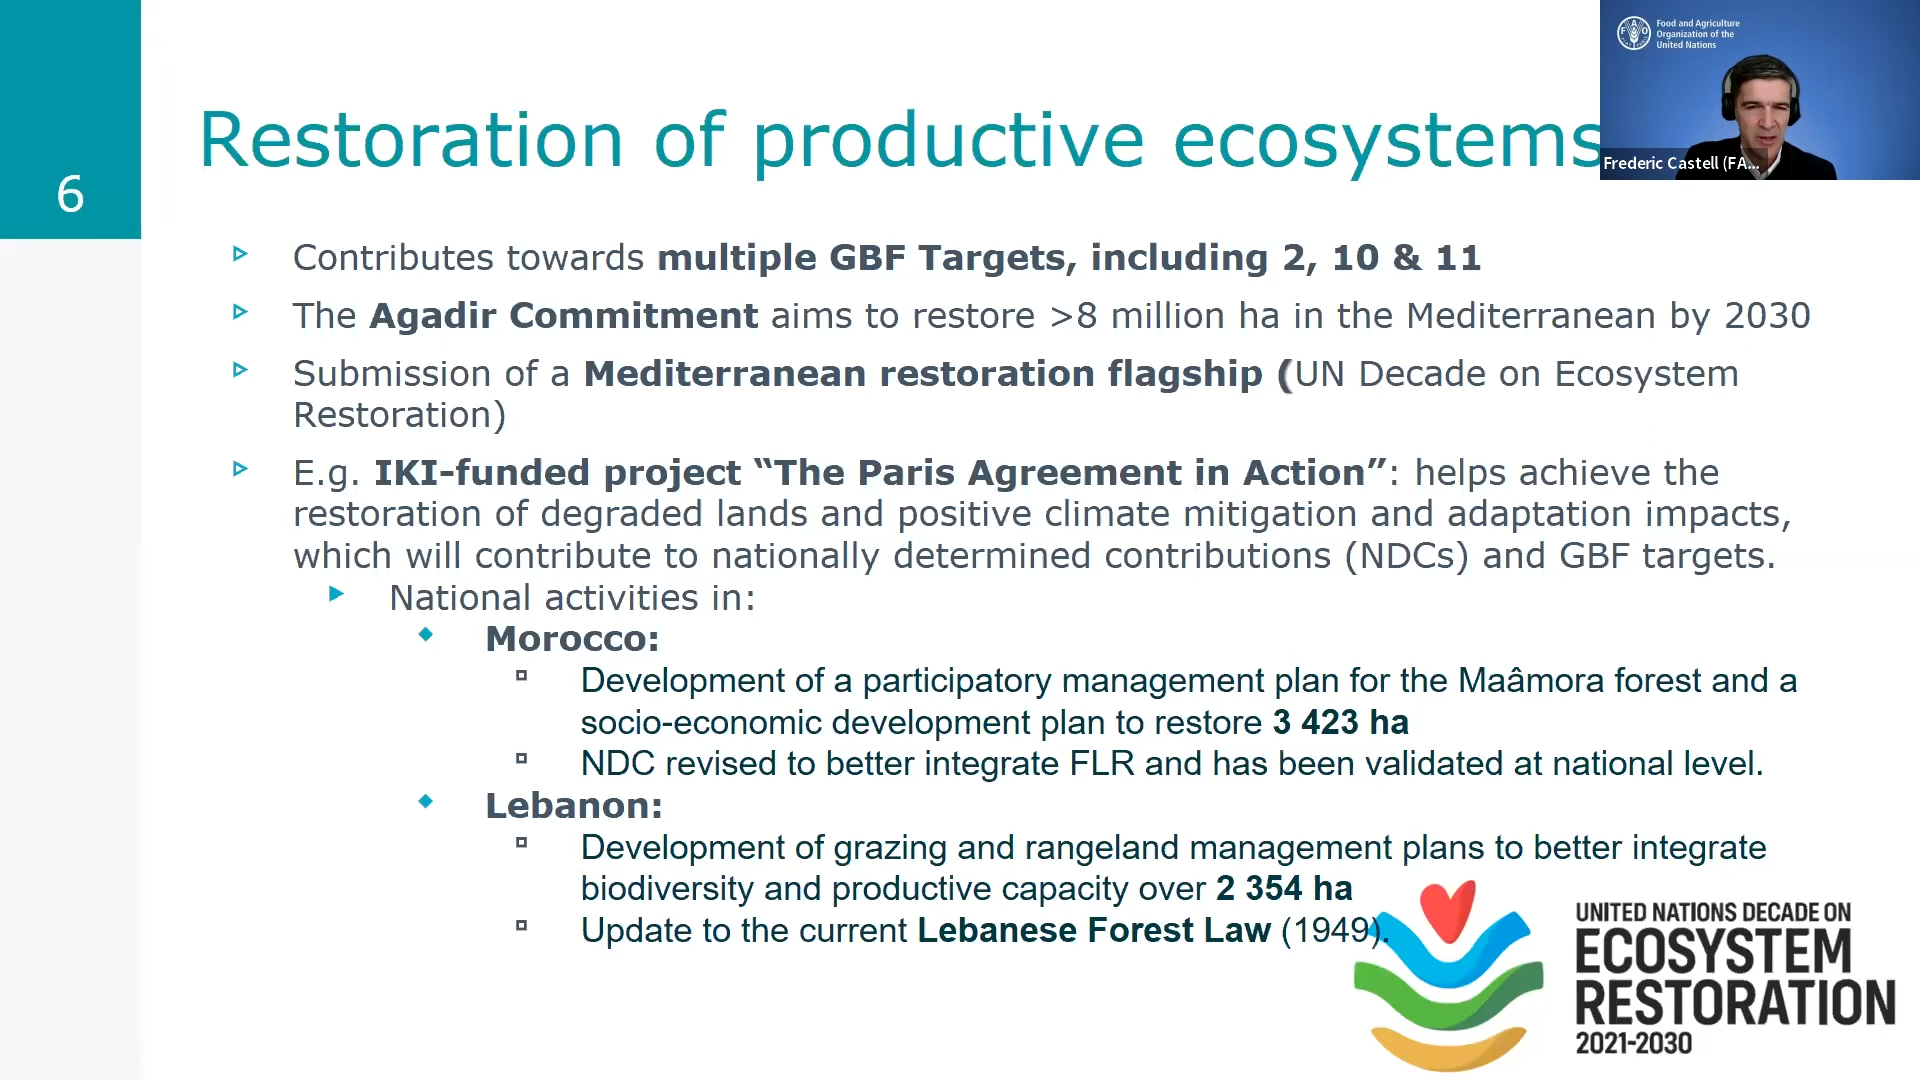 Food and Agriculture
Organization of the
United Nations
FAO
Frederic Castell (FA...
6
Restoration of productive ecosystems
Contributes towards multiple GBF Targets, including 2, 10 & 11
The Agadir Commitment aims to restore >8 million ha in the Mediterranean by 2030
Submission of a Mediterranean restoration flagship (UN Decade on Ecosystem
Restoration)
E.g. IKI-funded project “The Paris Agreement in Action”: helps achieve the
restoration of degraded lands and positive climate mitigation and adaptation impacts,
which will contribute to nationally determined contributions (NDCs) and GBF targets.
National activities in:
Morocco:
Development of a participatory management plan for the Maâmora forest and a
socio-economic development plan to restore 3 423 ha
NDC revised to better integrate FLR and has been validated at national level.
Lebanon:
Development of grazing and rangeland management plans to better integrate
biodiversity and productive capacity over 2 354 ha
Update to the current Lebanese Forest Law (1949).
UNITED NATIONS DECADE ON
ECOSYSTEM
RESTORATION
2021-2030